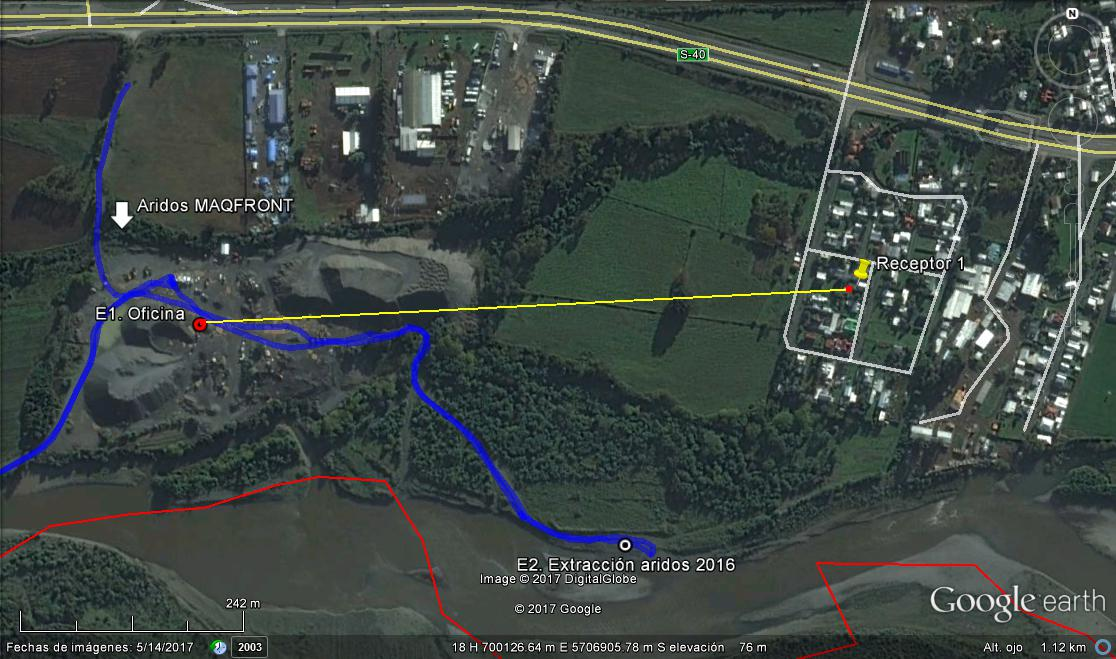 N
S-40
Aridos MAQFRONT
Receptor 1
E1. Oficina
E2. Extracción aridos 2016
Image © 2017 DigitalGlobe
© 2017 Google
242 m
Google earth
Fechas de imágenes: 5/14/2017
2003
18 H 700126.64 m E 5706905.78 m S elevación 76 m
Alt. ojo 1.12 km